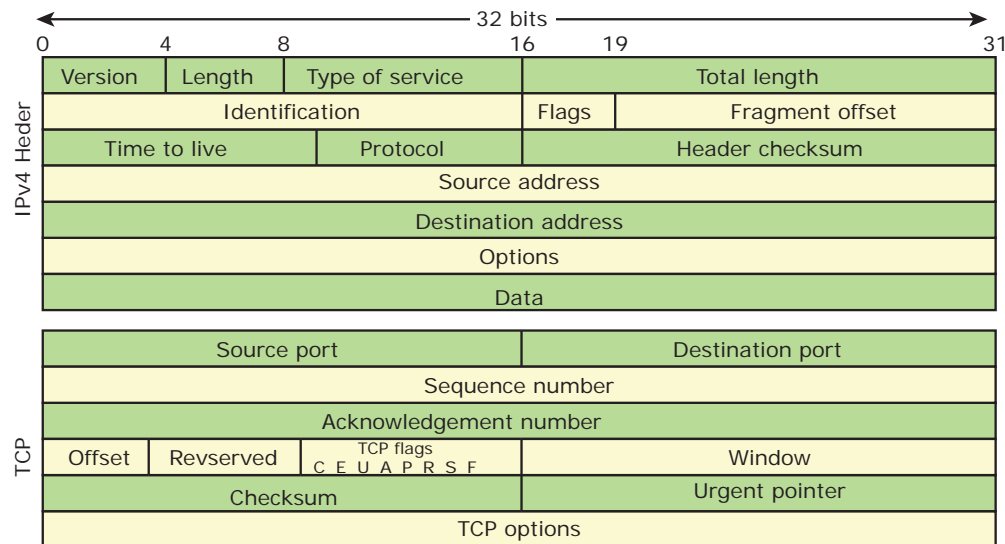 32 bits
0 4 8 16 19 31
IPv4 Heder
Version Length Type of service Total length
Identification Flags Fragment offset
Time to live Protocol Header checksum
Source address
Destination address
Options
Data
TCP
Source port Destination port
Sequence number
Acknowledgement number
Offset Revserved TCP flags Window
C E U A P R S F
Checksum Urgent pointer
TCP options